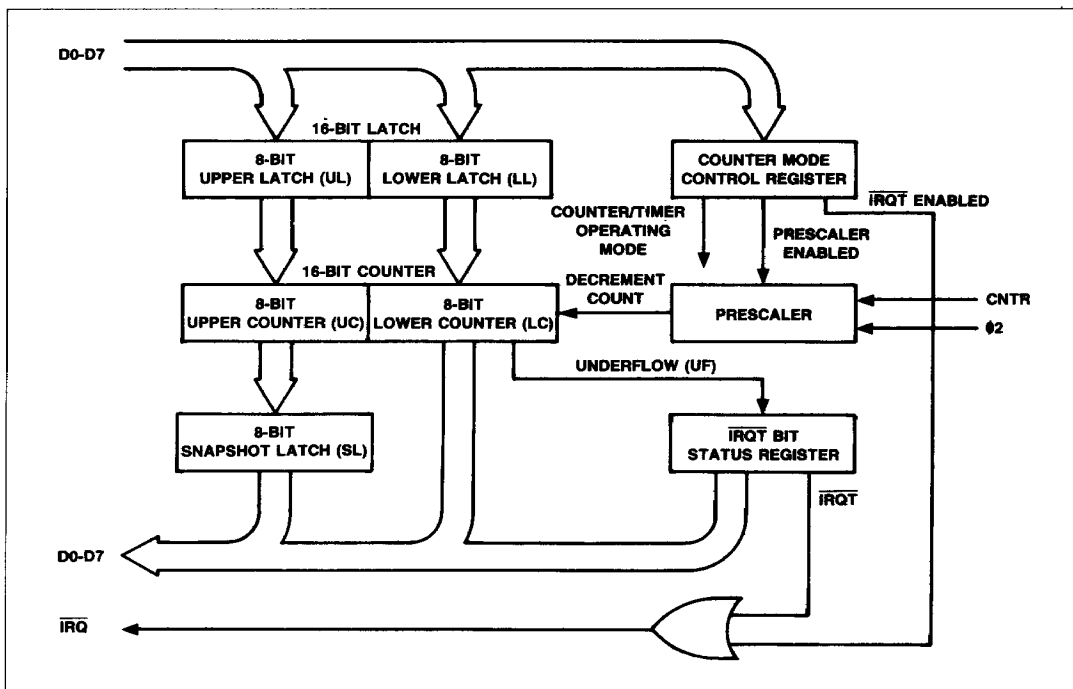 D0-D7
16-BIT LATCH
8-BIT
UPPER LATCH (UL)
8-BIT
LOWER LATCH (LL)
COUNTER MODE
CONTROL REGISTER
IRQT ENABLED
COUNTER/TIMER
OPERATING
MODE
PRESCALER
ENABLED
16-BIT COUNTER
DECREMENT
COUNT
8-BIT
UPPER COUNTER (UC)
8-BIT
LOWER COUNTER (LC)
PRESCALER
CNTR
ϕ2
UNDERFLOW (UF)
8-BIT
SNAPSHOT LATCH (SL)
IRQT BIT
STATUS REGISTER
IRQT
D0-D7
IRQ